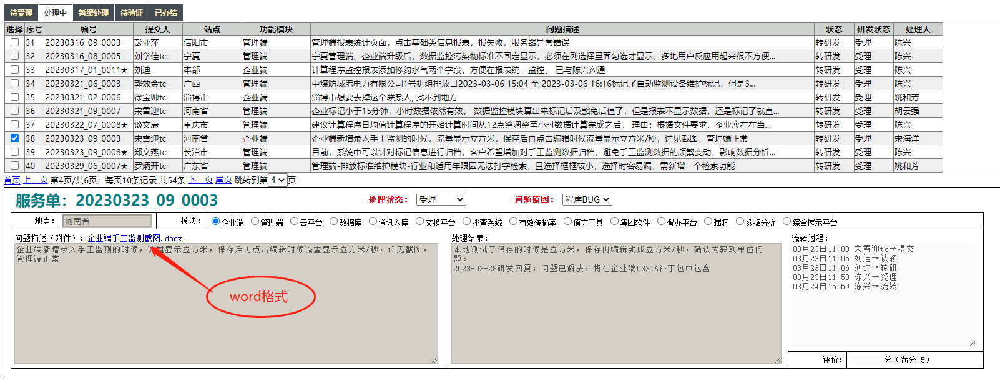 待受理 处理中 暂缓处理 待验证 已办结
选择 序号 编号 提交人 站点 功能模块 问题描述 状态 研发状态 处理人
31 20230316_09_0003 彭亚萍 信阳市 管理端 管理端报表统计页面，点击基础类信息报表，报失败，服务器异常错误 转研发 受理 陈兴
32 20230316_08_0005 刘学佳tc 宁夏 管理端 宁夏管理端、企业端升级后，数据监控污染物标准不固定显示，必须在列选择里面勾选才显示，多地用户反应用起来很不方便... 转研发 受理 陈兴
33 20230317_01_0011★ 刘迪 本部 企业端 计算程序监控报表添加修约水气两个字段，方便在报表统一监控。 已与陈兴沟通 转研发 受理 陈兴
34 20230321_06_0003 郭效金tc 广西 管理端 中煤防城港电力有限公司1号机组排放口2023-03-06 15:04 至 2023-03-06 16:16标记了自动监测设备维护标记，但是3... 转研发 受理 陈兴
35 20230321_02_0006 徐宝帅tc 淄博市 企业端 淄博市想要去掉这个联系人, 找不到地方 转研发 受理 姚和芳
36 20230321_09_0007 宋雪迎tc 河南省 管理端 企业标记小于15分钟，小时数据依然有效， 数据监控模块算出来标记后及豁免后值了，但是报表不显示数据，还是标记了就直... 转研发 受理 胡云强
37 20230322_07_0008★ 谈文康 重庆市 管理端 建议计算程序日均值计算程序的开始计算时间从12点整调整至小时数据计算完成之后。 理由：根据文件要求，企业应在在当... 转研发 受理 陈兴
38 20230323_09_0003 宋雪迎tc 河南省 企业端 企业端新增录入手工监测的时候，流量显示立方米，保存后再点击编辑时候流量显示立方米/秒，详见截图，管理端正常 转研发 受理 宋海洋
39 20230323_09_0008★ 郑文燕tc 长治市 管理端 目前，系统中可以针对标记信息进行归档，客户希望增加对手工监测数据归档，避免手工监测数据的频繁变动，影响数据分析... 转研发 受理 陈兴
40 20230329_06_0007★ 罗炳开tc 广东省 管理端 管理端-排放标准维护模块-行业和适用年限因无法打字检索，且选择框框较小，选择时容易漏，需新增一个检索功能 转研发 受理 姚和芳
首页 上一页 第4页/共6页；每页10条记录 共54条 下一页 尾页 跳转到第 4 页
服务单：20230323_09_0003 处理状态： 受理 问题原因： 程序BUG
地点： 河南省 模块： 企业端 管理端 云平台 数据库 通讯入库 交换平台 排查系统 有效传输率 值守工具 集团软件 督办平台 漏洞 数据分析 综合展示平台
问题描述（附件）：企业端手工监测截图.docx
企业端新增录入手工监测的时候，流量显示立方米，保存后再点击编辑时候流量显示立方米/秒，详见截图，
管理端正常
word格式
处理结果：
本地测试了保存的时候是立方米，保存再编辑就成立方米/秒，确认为获取单位问
题。
2023-03-28研发回复：问题已解决，将在企业端0331A补丁包中包含
流转过程：
03月23日11:00 宋雪迎tc→提交
03月23日11:05 刘迪→认领
03月23日11:06 刘迪→转研
03月23日11:58 陈兴→受理
03月24日15:59 陈兴→流转
评价： 分（满分:5）